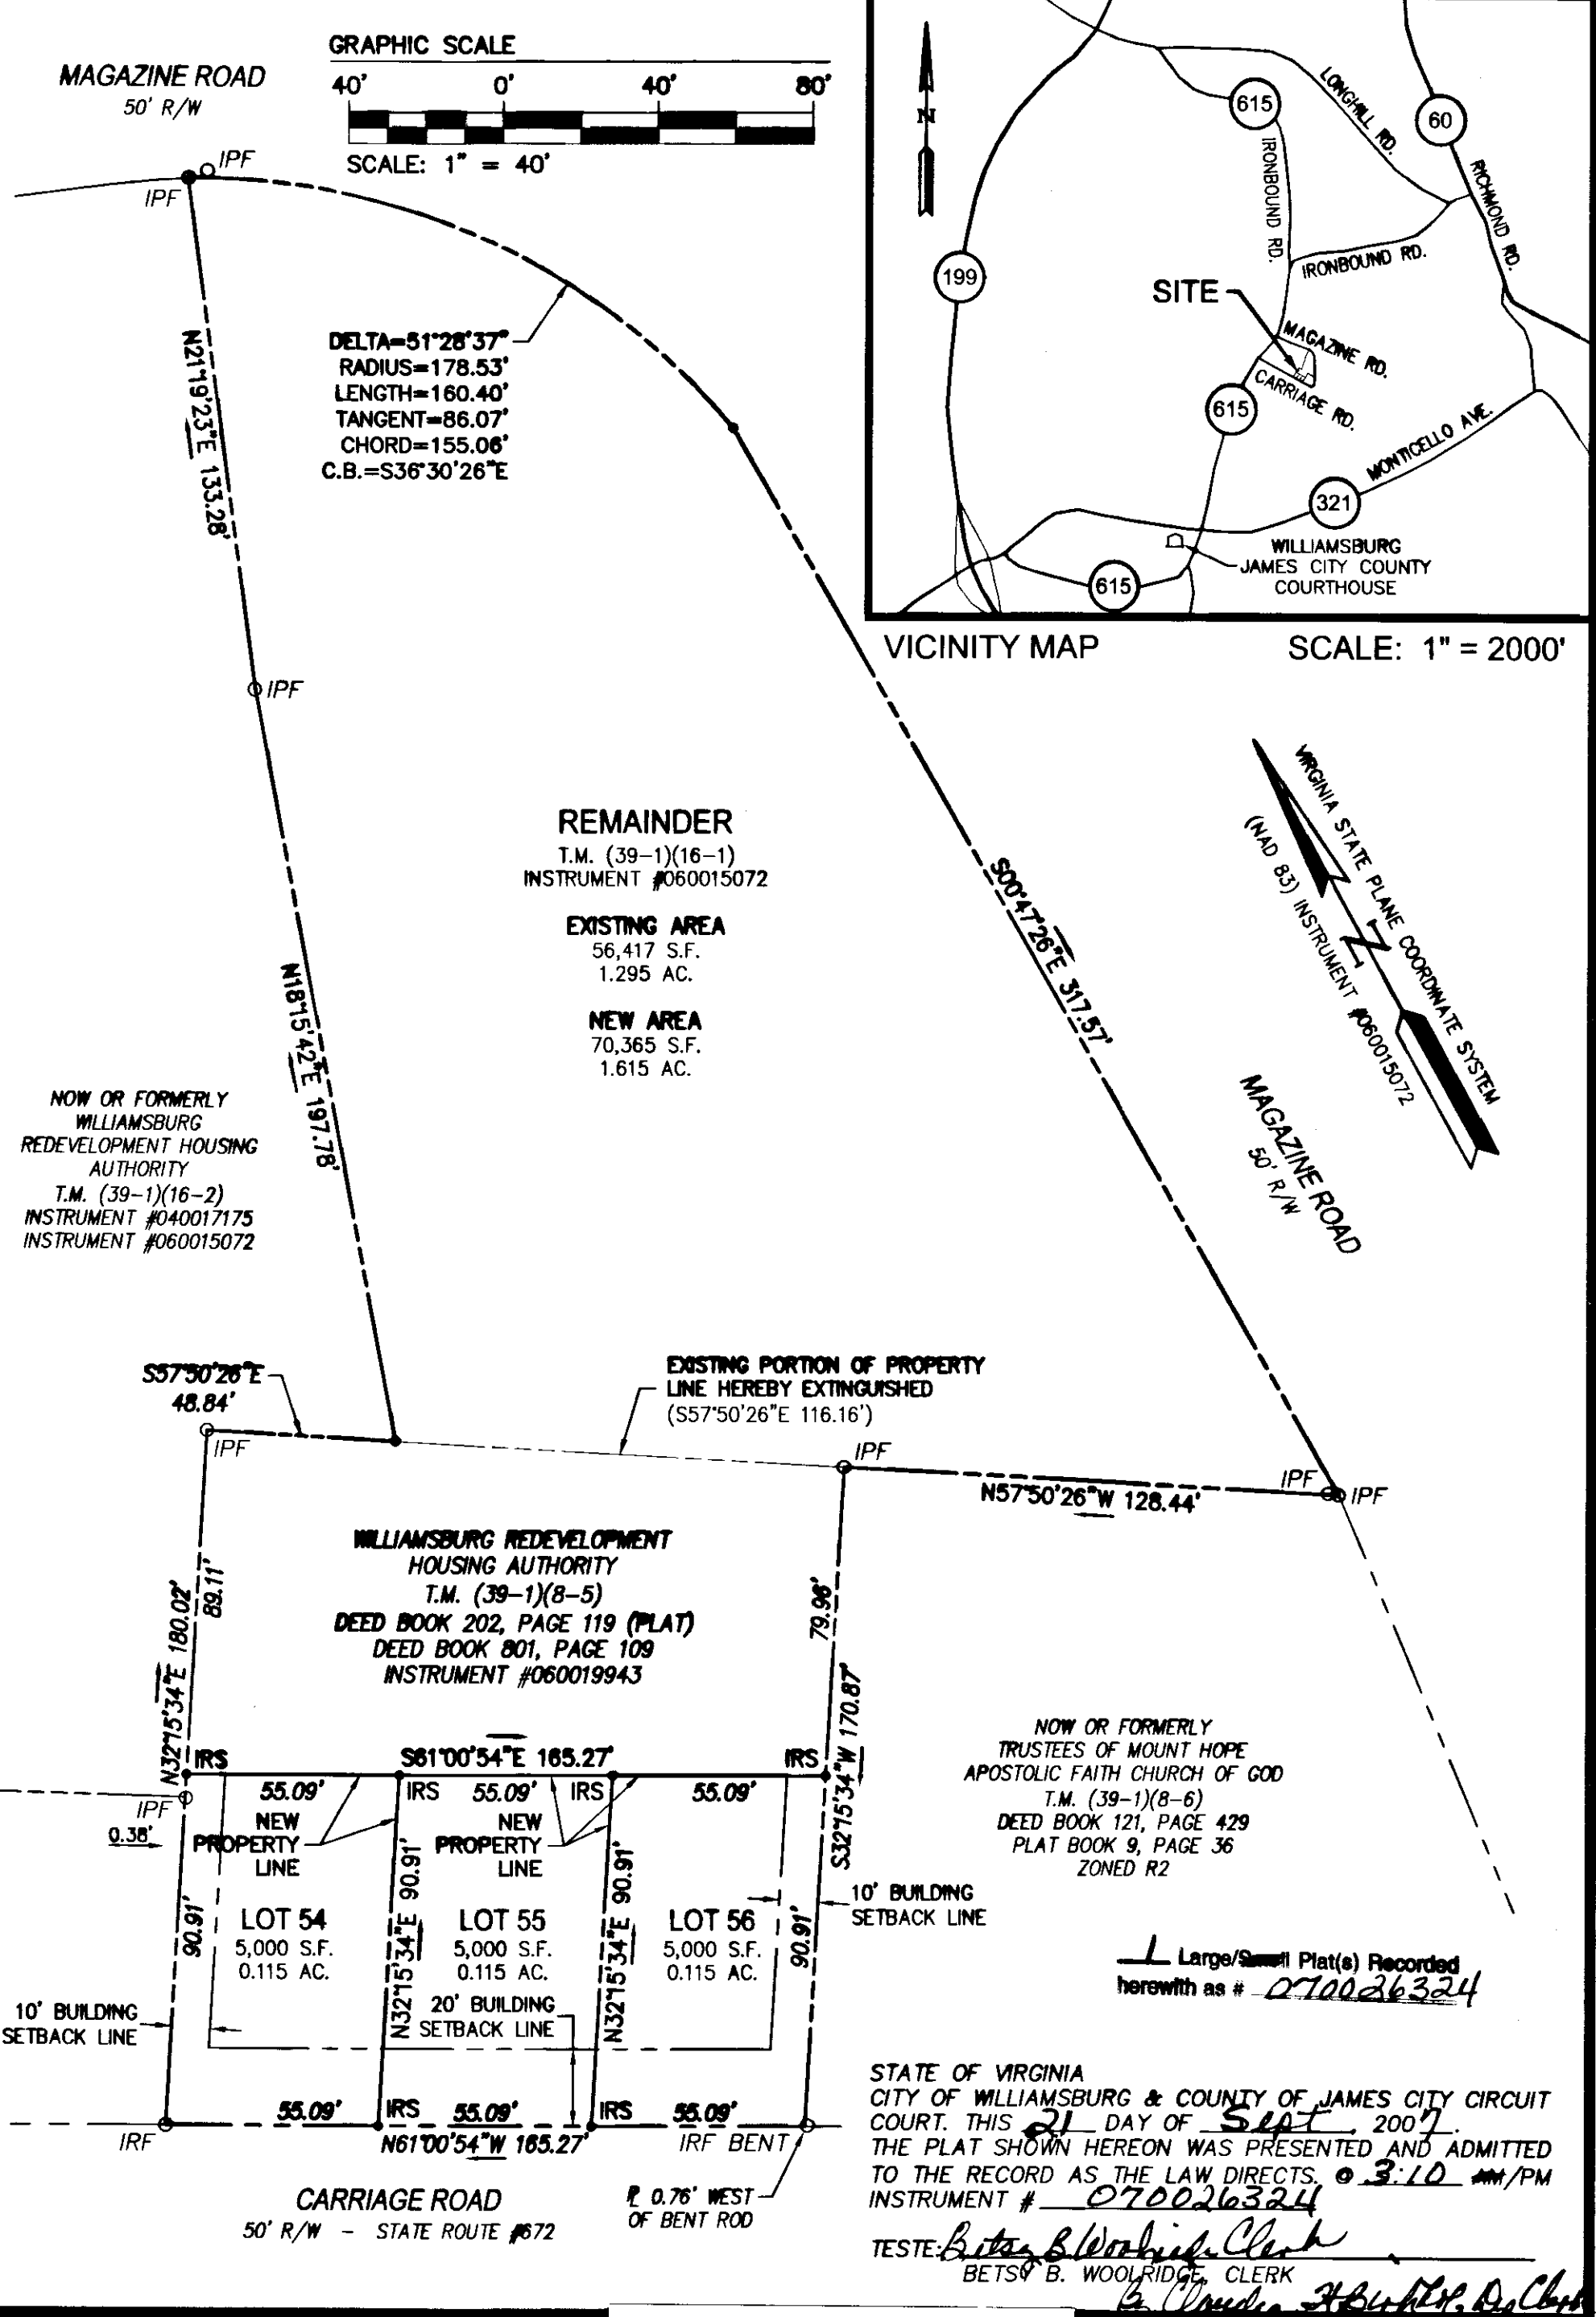 GRAPHIC SCALE
MAGAZINE ROAD
50' R/W
40' 0' 40' 80'
SCALE: 1" = 40'
IPF
IPF
N21°19'23"E 133.28'
DELTA=51°28'37"
RADIUS=178.53'
LENGTH=160.40'
TANGENT=86.07'
CHORD=155.06'
C.B.=S36°30'26"E
IPF
N
199
615
IRONBOUND RD.
LONGHILL RD.
60
RICHMOND RD.
IRONBOUND RD.
SITE
MAGAZINE RD.
CARRIAGE RD.
615
MONTICELLO AVE.
321
WILLIAMSBURG
JAMES CITY COUNTY
COURTHOUSE
615
VICINITY MAP
SCALE: 1" = 2000'
REMAINDER
T.M. (39-1)(16-1)
INSTRUMENT #060015072
EXISTING AREA
56,417 S.F.
1.295 AC.
NEW AREA
70,365 S.F.
1.615 AC.
N18°15'42"E 197.78'
S00°47'26"E 317.57'
VIRGINIA STATE PLANE COORDINATE SYSTEM
(NAD 83) INSTRUMENT #060015072
MAGAZINE ROAD
50' R/W
NOW OR FORMERLY
WILLIAMSBURG
REDEVELOPMENT HOUSING
AUTHORITY
T.M. (39-1)(16-2)
INSTRUMENT #040017175
INSTRUMENT #060015072
S57°50'26"E
48.84'
IPF
EXISTING PORTION OF PROPERTY
LINE HEREBY EXTINGUISHED
(S57°50'26"E 116.16')
IPF
N57°50'26"W 128.44'
IPF
IPF
WILLIAMSBURG REDEVELOPMENT
HOUSING AUTHORITY
T.M. (39-1)(8-5)
DEED BOOK 202, PAGE 119 (PLAT)
DEED BOOK 801, PAGE 109
INSTRUMENT #060019943
N32°15'34"E 180.02'
89.11'
79.96'
S32°15'34"W 170.87'
IRS
S61°00'54"E 165.27'
IRS
55.09'
IRS
55.09'
IRS
55.09'
IPF
0.38'
NEW
PROPERTY
LINE
NEW
PROPERTY
LINE
90.91'
LOT 54
5,000 S.F.
0.115 AC.
N32°15'34"E 90.91'
LOT 55
5,000 S.F.
0.115 AC.
N32°15'34"E 90.91'
LOT 56
5,000 S.F.
0.115 AC.
90.91'
10' BUILDING
SETBACK LINE
20' BUILDING
SETBACK LINE
10' BUILDING
SETBACK LINE
NOW OR FORMERLY
TRUSTEES OF MOUNT HOPE
APOSTOLIC FAITH CHURCH OF GOD
T.M. (39-1)(8-6)
DEED BOOK 121, PAGE 429
PLAT BOOK 9, PAGE 36
ZONED R2
IRF
55.09'
IRS
55.09'
IRS
55.09'
N61°00'54"W 165.27'
IRF BENT
CARRIAGE ROAD
50' R/W - STATE ROUTE #672
℄ 0.76' WEST
OF BENT ROD
1 Large/Small Plat(s) Recorded
herewith as # 070026324
STATE OF VIRGINIA
CITY OF WILLIAMSBURG & COUNTY OF JAMES CITY CIRCUIT
COURT. THIS 21 DAY OF Sept, 2007.
THE PLAT SHOWN HEREON WAS PRESENTED AND ADMITTED
TO THE RECORD AS THE LAW DIRECTS. @ 3:10 AM/PM
INSTRUMENT # 070026324
TESTE: Betsy B Woolridge Clerk
BETSY B. WOOLRIDGE, CLERK